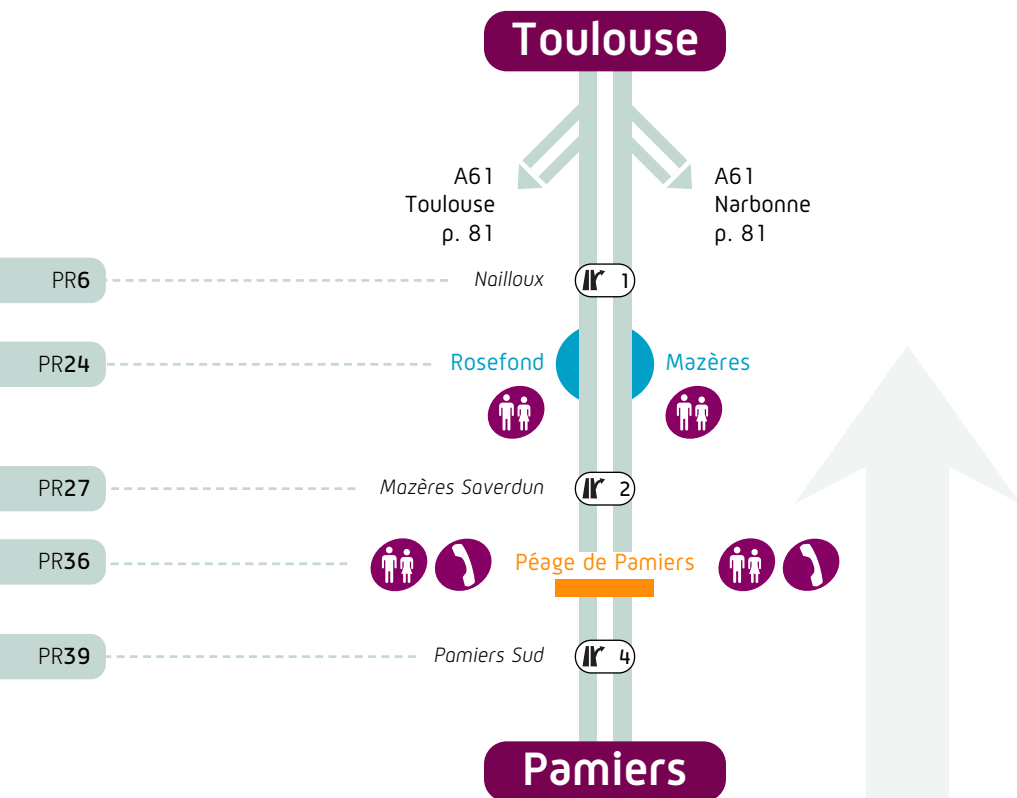 Toulouse
A61
Toulouse
p. 81
A61
Narbonne
p. 81
PR6
Nailloux
1
PR24
Rosefond
Mazères
PR27
Mazères Saverdun
2
PR36
Péage de Pamiers
PR39
Pamiers Sud
4
Pamiers